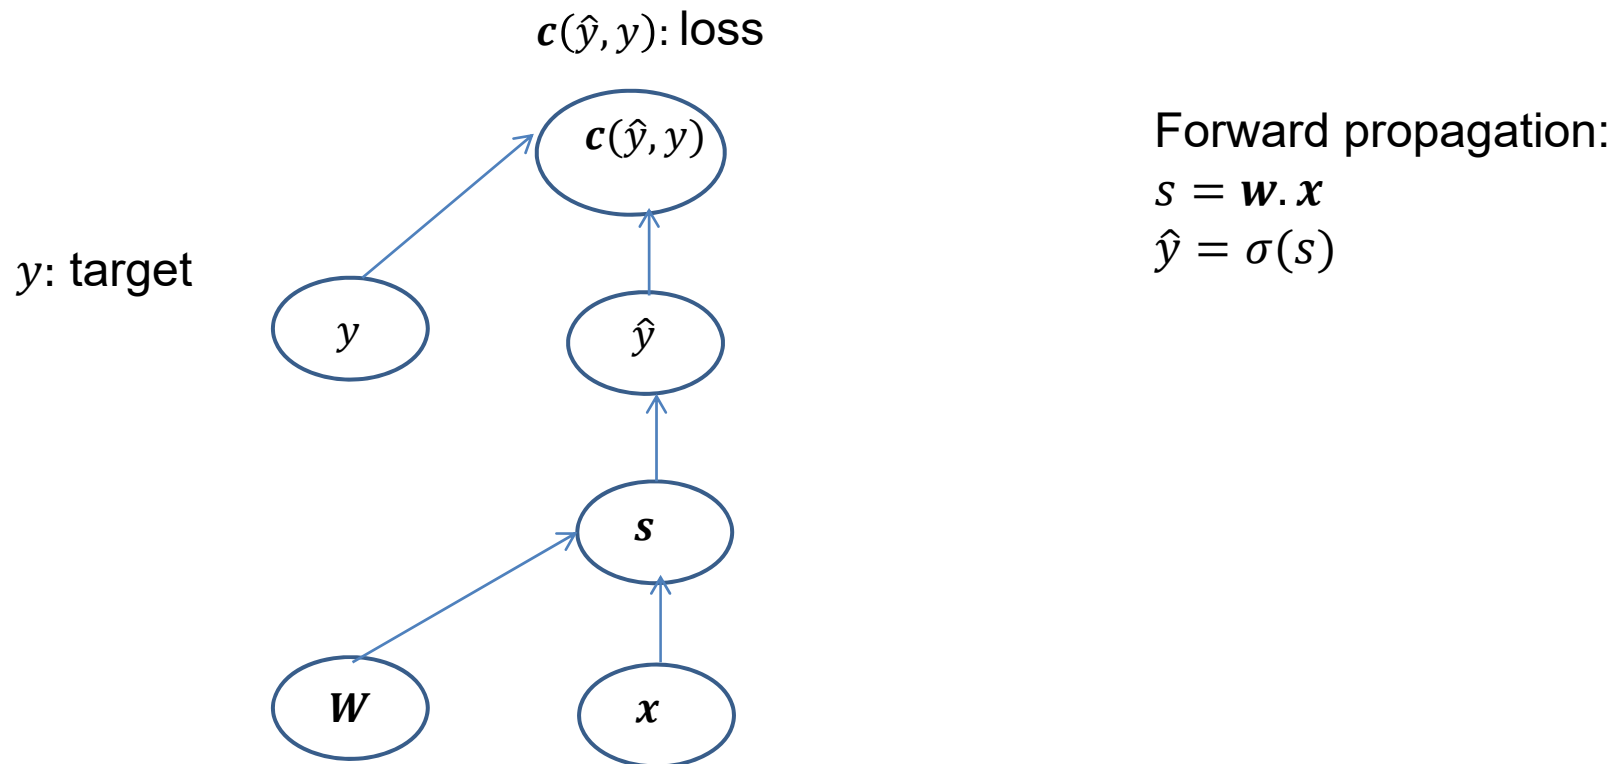 c(ŷ, y): loss
c(ŷ, y)
Forward propagation:
s = w. x
ŷ = σ(s)
y: target
y
ŷ
s
W
x